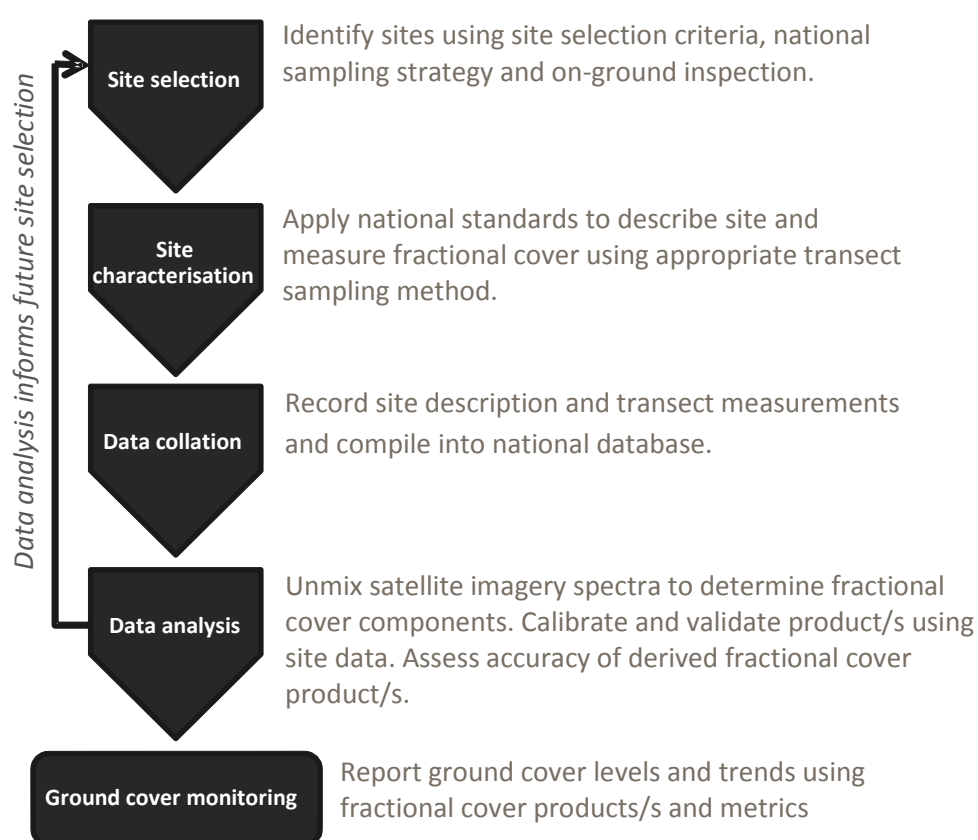 Data analysis informs future site selection
Site selection
Identify sites using site selection criteria, national
sampling strategy and on-ground inspection.
Site
characterisation
Apply national standards to describe site and
measure fractional cover using appropriate transect
sampling method.
Data collation
Record site description and transect measurements
and compile into national database.
Data analysis
Unmix satellite imagery spectra to determine fractional
cover components. Calibrate and validate product/s using
site data. Assess accuracy of derived fractional cover
product/s.
Ground cover monitoring
Report ground cover levels and trends using
fractional cover products/s and metrics